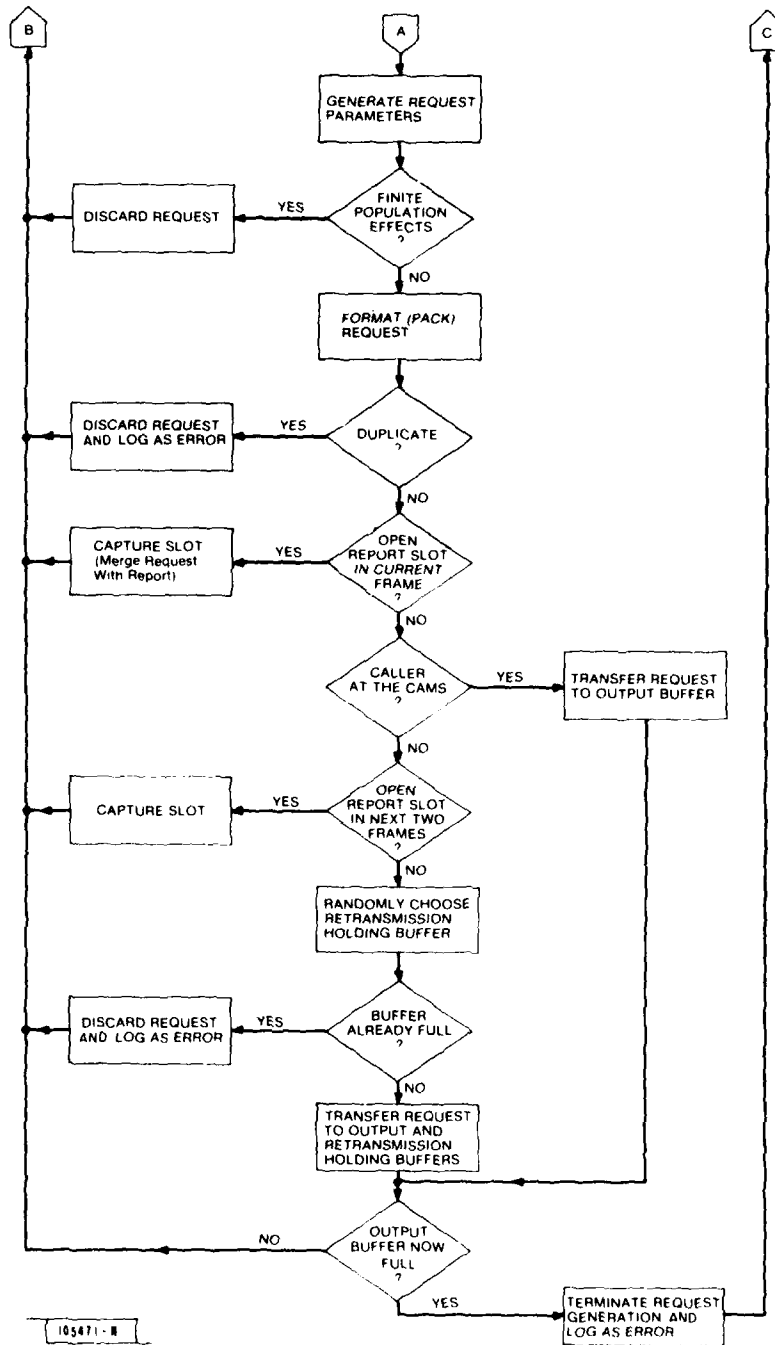 B
A
C
GENERATE REQUEST
PARAMETERS
FINITE
POPULATION
EFFECTS
?
YES
DISCARD REQUEST
NO
FORMAT (PACK)
REQUEST
DUPLICATE
?
YES
DISCARD REQUEST
AND LOG AS ERROR
NO
OPEN
REPORT SLOT
IN CURRENT
FRAME
?
YES
CAPTURE SLOT
(Merge Request
With Report)
NO
CALLER
AT THE CAMS
?
YES
TRANSFER REQUEST
TO OUTPUT BUFFER
NO
OPEN
REPORT SLOT
IN NEXT TWO
FRAMES
?
YES
CAPTURE SLOT
NO
RANDOMLY CHOOSE
RETRANSMISSION
HOLDING BUFFER
BUFFER
ALREADY FULL
?
YES
DISCARD REQUEST
AND LOG AS ERROR
NO
TRANSFER REQUEST
TO OUTPUT AND
RETRANSMISSION
HOLDING BUFFERS
OUTPUT
BUFFER NOW
FULL
?
NO
YES
TERMINATE REQUEST
GENERATION AND
LOG AS ERROR
105471-N